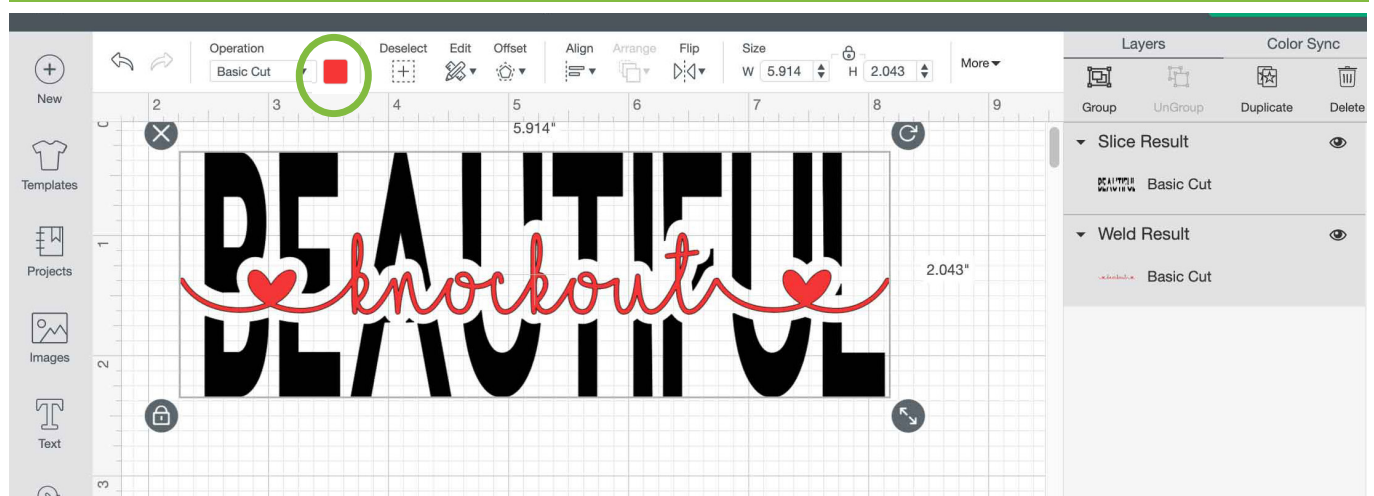 Operation Deselect Edit Offset Align Arrange Flip Size More
Basic Cut W 5.914 H 2.043
Layers Color Sync
Group UnGroup Duplicate Delete
New
Templates
Projects
Images
Text
2 3 4 5 6 7 8 9
0
1
2
3
5.914"
2.043"
BEAUTIFUL
knockout
Slice Result
BEAUTIFUL Basic Cut
Weld Result
Basic Cut